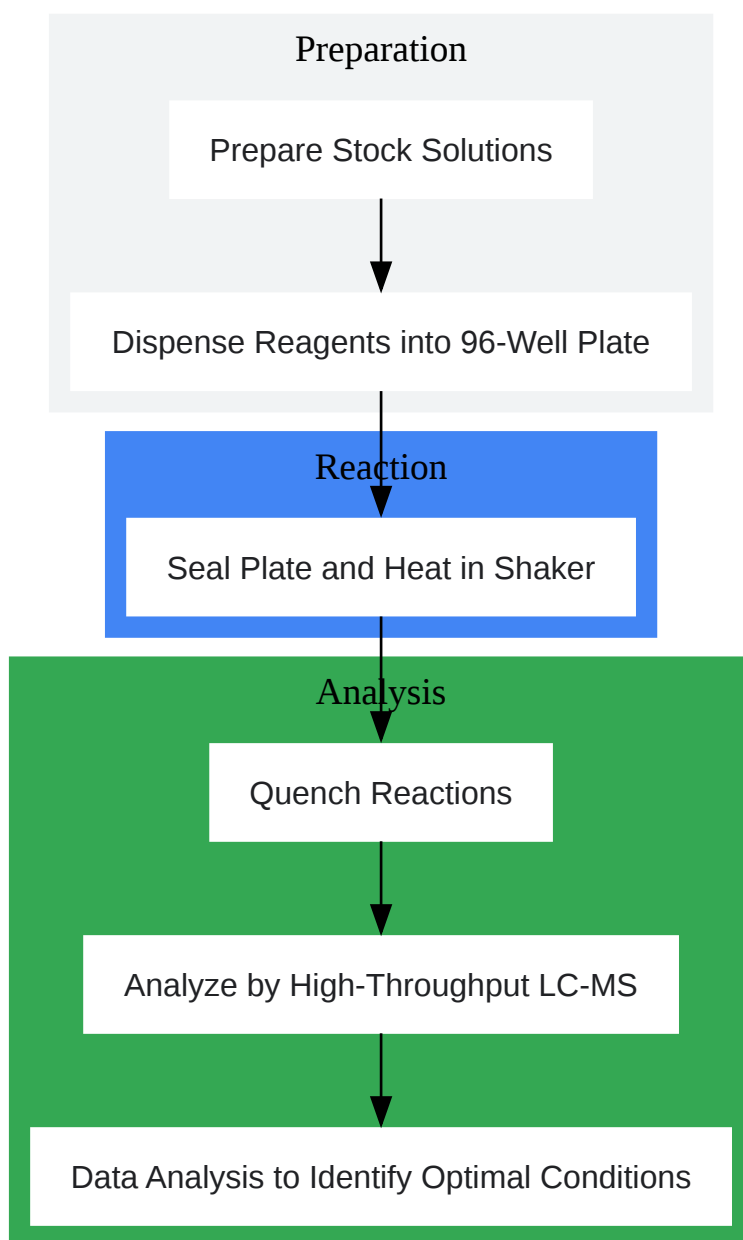 Preparation
Prepare Stock Solutions
Dispense Reagents into 96-Well Plate
Reaction
Seal Plate and Heat in Shaker
Analysis
Quench Reactions
Analyze by High-Throughput LC-MS
Data Analysis to Identify Optimal Conditions